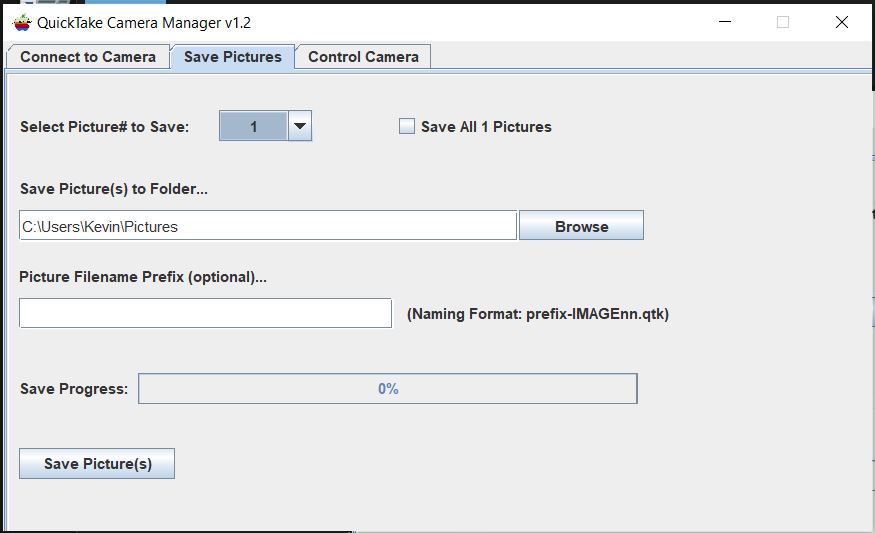 QuickTake Camera Manager v1.2
Connect to Camera Save Pictures Control Camera
Select Picture# to Save: 1 Save All 1 Pictures
Save Picture(s) to Folder...
C:\Users\Kevin\Pictures Browse
Picture Filename Prefix (optional)...
(Naming Format: prefix-IMAGEnn.qtk)
Save Progress: 0%
Save Picture(s)